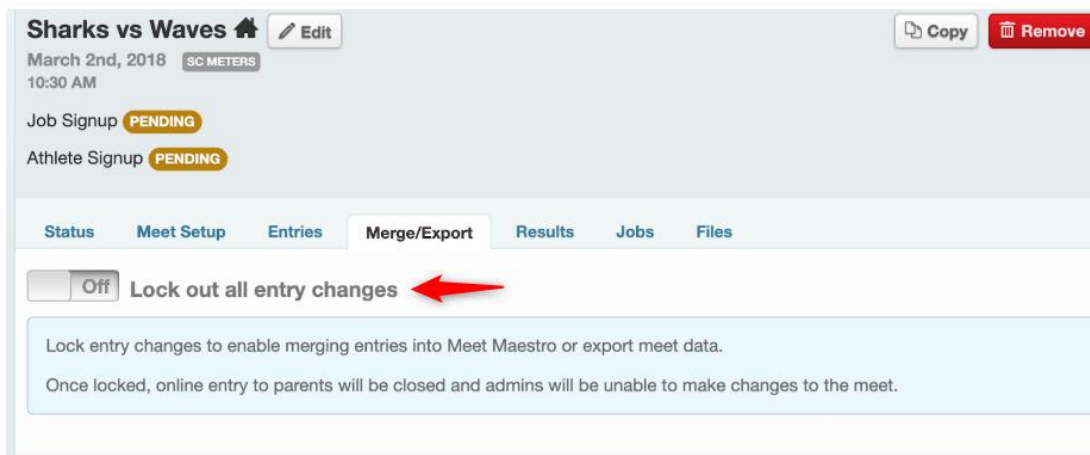 Sharks vs Waves Edit Copy Remove
March 2nd, 2018 SC METERS
10:30 AM
Job Signup PENDING
Athlete Signup PENDING
Status Meet Setup Entries Merge/Export Results Jobs Files
Off Lock out all entry changes
Lock entry changes to enable merging entries into Meet Maestro or export meet data.
Once locked, online entry to parents will be closed and admins will be unable to make changes to the meet.